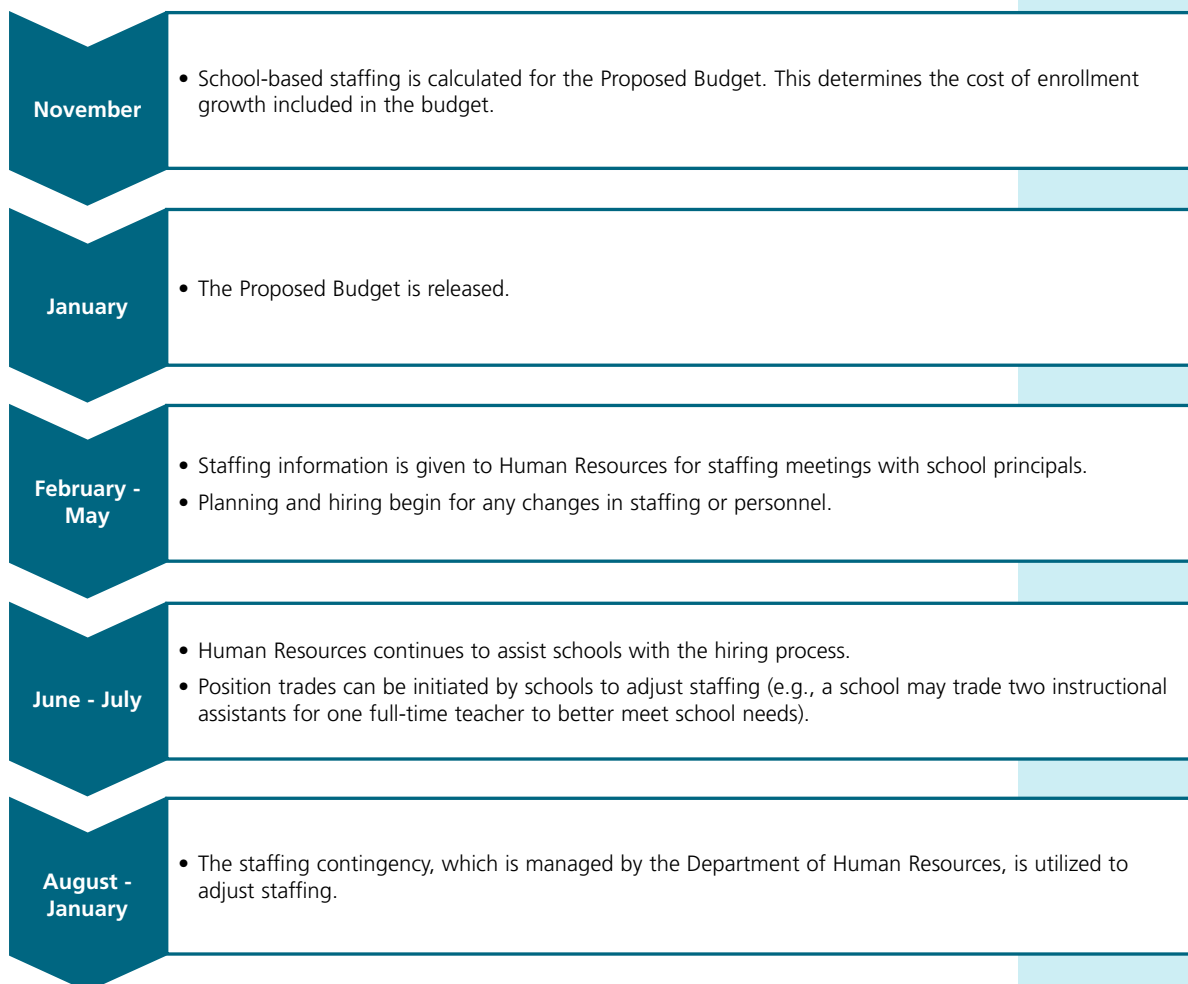 November
• School-based staffing is calculated for the Proposed Budget. This determines the cost of enrollment
growth included in the budget.
January
• The Proposed Budget is released.
February -
May
• Staffing information is given to Human Resources for staffing meetings with school principals.
• Planning and hiring begin for any changes in staffing or personnel.
June - July
• Human Resources continues to assist schools with the hiring process.
• Position trades can be initiated by schools to adjust staffing (e.g., a school may trade two instructional
assistants for one full-time teacher to better meet school needs).
August -
January
• The staffing contingency, which is managed by the Department of Human Resources, is utilized to
adjust staffing.